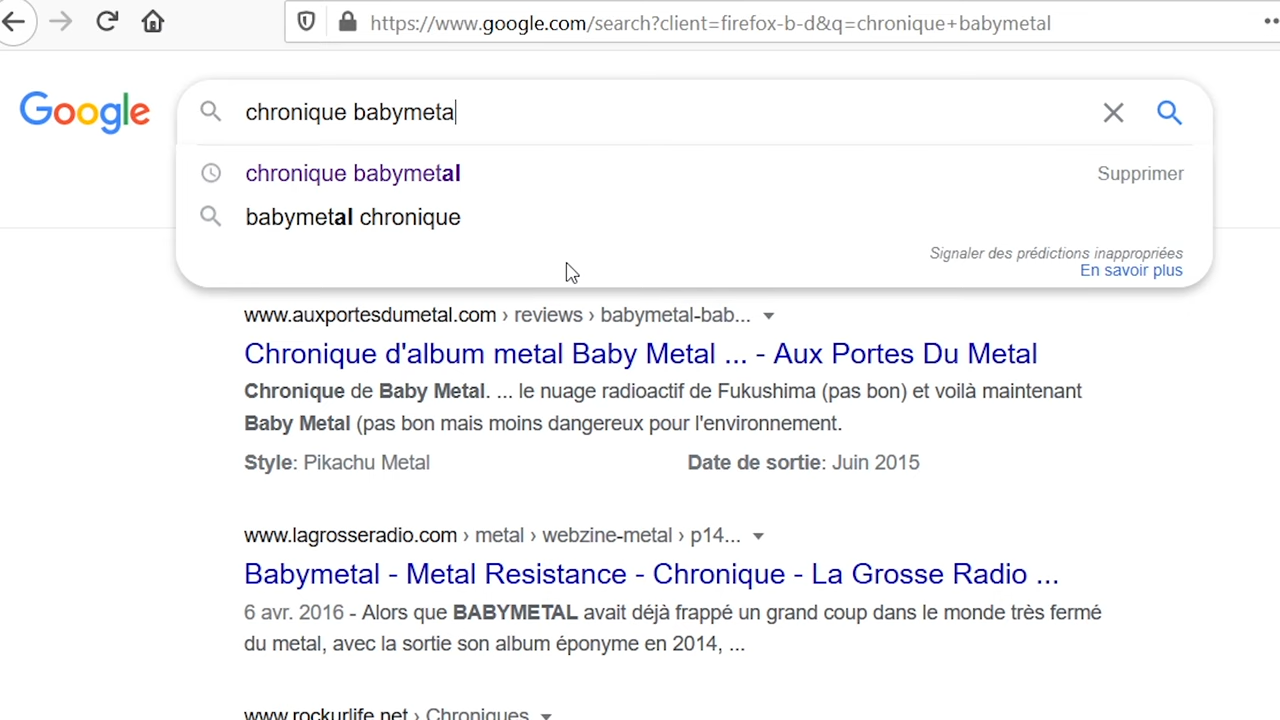 https://www.google.com/search?client=firefox-b-d&q=chronique+babymetal
Google
chronique babymeta
chronique babymetal
Supprimer
babymetal chronique
Signaler des prédictions inappropriées
En savoir plus
www.auxportesdumetal.com › reviews › babymetal-bab...
Chronique d'album metal Baby Metal ... - Aux Portes Du Metal
Chronique de Baby Metal. ... le nuage radioactif de Fukushima (pas bon) et voilà maintenant
Baby Metal (pas bon mais moins dangereux pour l'environnement.
Style: Pikachu Metal
Date de sortie: Juin 2015
www.lagrosseradio.com › metal › webzine-metal › p14...
Babymetal - Metal Resistance - Chronique - La Grosse Radio ...
6 avr. 2016 - Alors que BABYMETAL avait déjà frappé un grand coup dans le monde très fermé
du metal, avec la sortie son album éponyme en 2014, ...
www.rockurlife.net › Chroniques